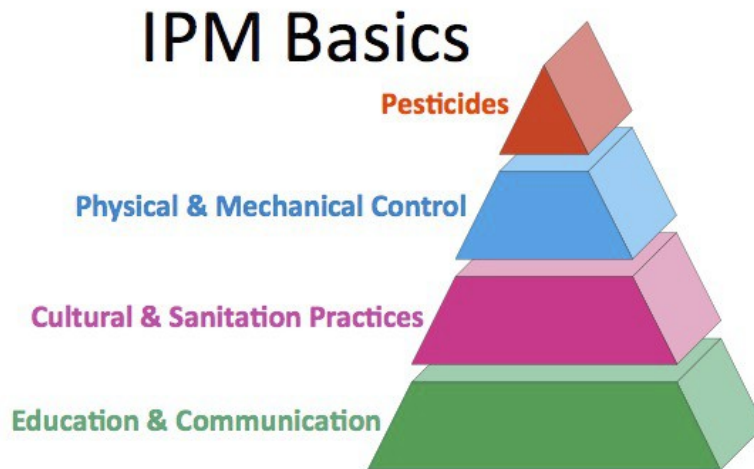 IPM Basics
Pesticides
Physical & Mechanical Control
Cultural & Sanitation Practices
Education & Communication